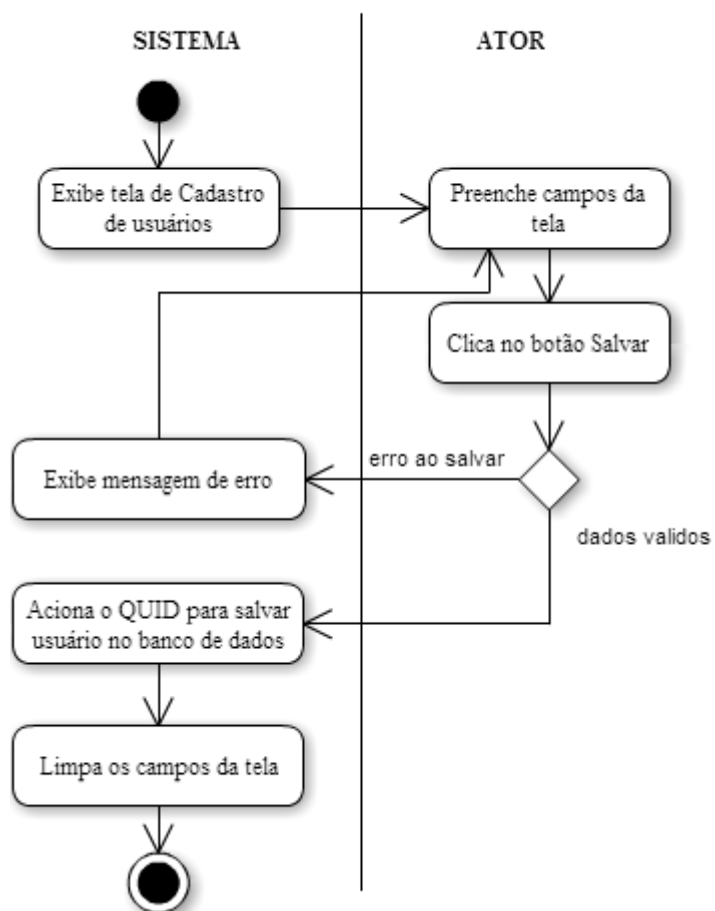 SISTEMA
ATOR
Exibe tela de Cadastro
de usuários
Preenche campos da
tela
Clica no botão Salvar
erro ao salvar
Exibe mensagem de erro
dados validos
Aciona o QUID para salvar
usuário no banco de dados
Limpa os campos da tela